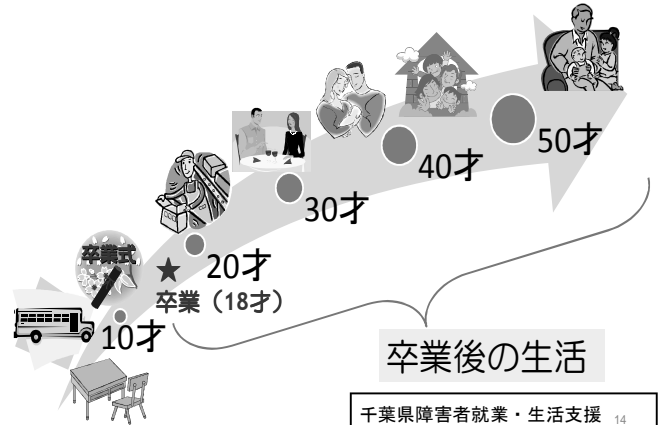 50才
40才
30才
20才
卒業式
卒業（18才）
10才
卒業後の生活
千葉県障害者就業・生活支援
14